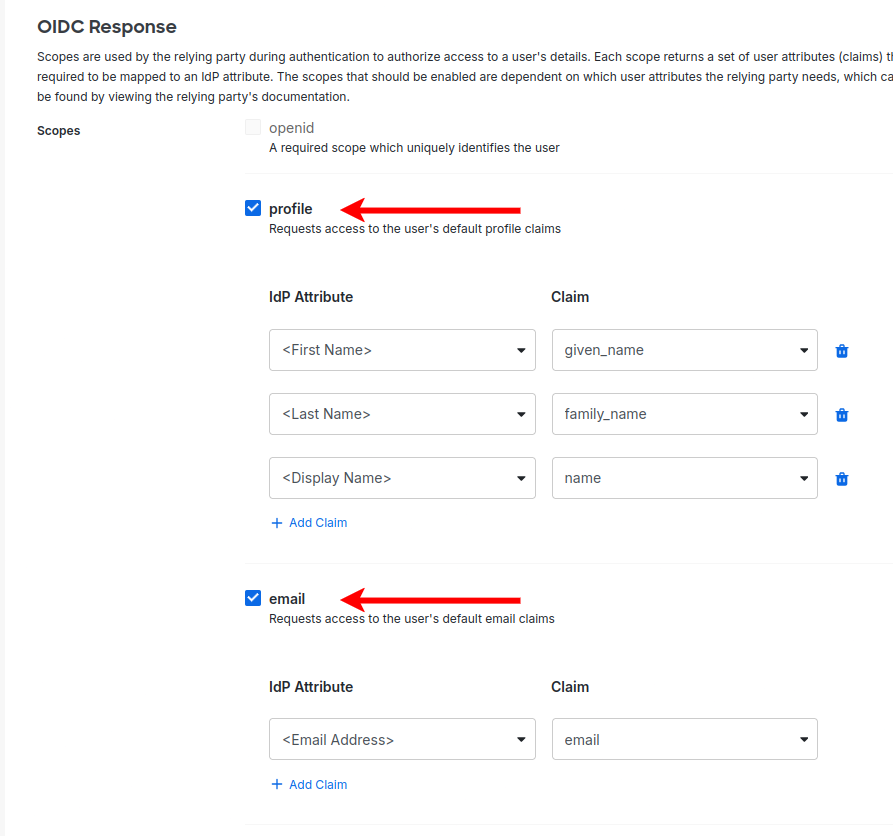 OIDC Response
Scopes are used by the relying party during authentication to authorize access to a user's details. Each scope returns a set of user attributes (claims)
required to be mapped to an IdP attribute. The scopes that should be enabled are dependent on which user attributes the relying party needs, which
be found by viewing the relying party's documentation.
Scopes
openid
A required scope which uniquely identifies the user
profile
Requests access to the user's default profile claims
IdP Attribute Claim
<First Name> given_name
<Last Name> family_name
<Display Name> name
+ Add Claim
email
Requests access to the user's default email claims
IdP Attribute Claim
<Email Address> email
+ Add Claim